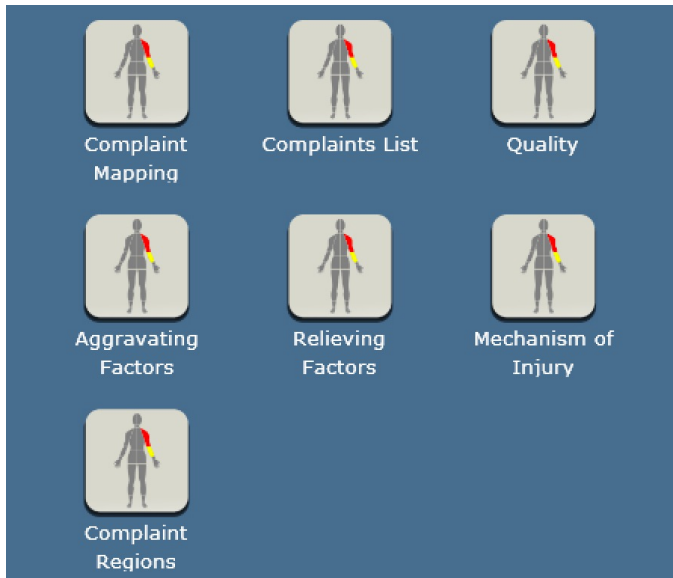 Complaint
Mapping
Complaints List
Quality
Aggravating
Factors
Relieving
Factors
Mechanism of
Injury
Complaint
Regions